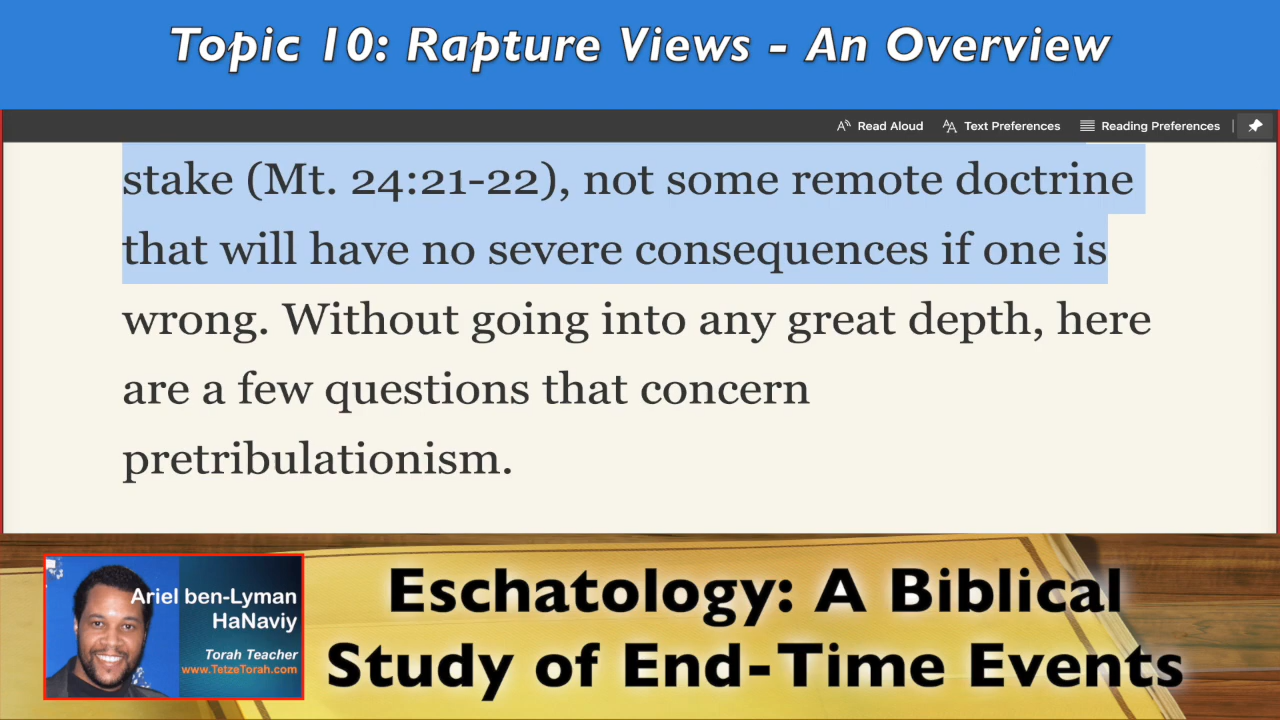 Topic 10: Rapture Views - An Overview
Read Aloud Text Preferences Reading Preferences
stake (Mt. 24:21-22), not some remote doctrine
that will have no severe consequences if one is
wrong. Without going into any great depth, here
are a few questions that concern
pretribulationism.
Ariel ben-Lyman
HaNaviy
Torah Teacher
www.TetzeTorah.com
Eschatology: A Biblical
Study of End-Time Events